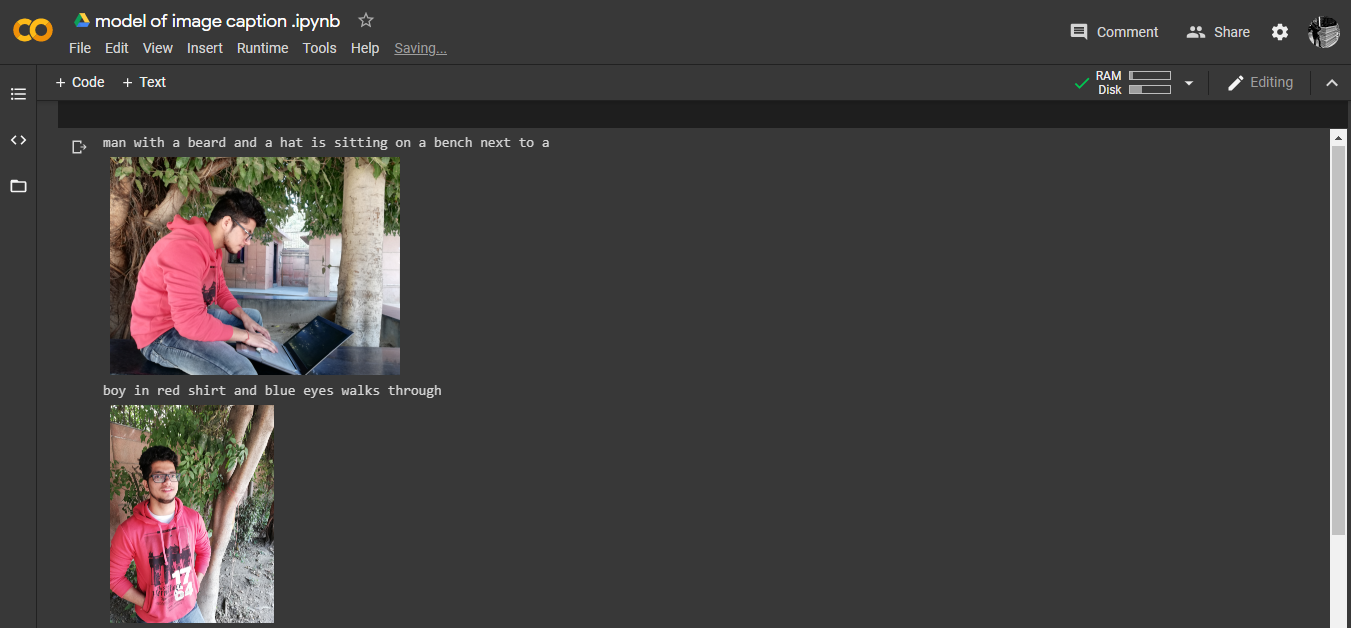 model of image caption .ipynb
File Edit View Insert Runtime Tools Help Saving...
Comment Share
+ Code + Text
RAM
Disk
Editing
man with a beard and a hat is sitting on a bench next to a
boy in red shirt and blue eyes walks through
17
64